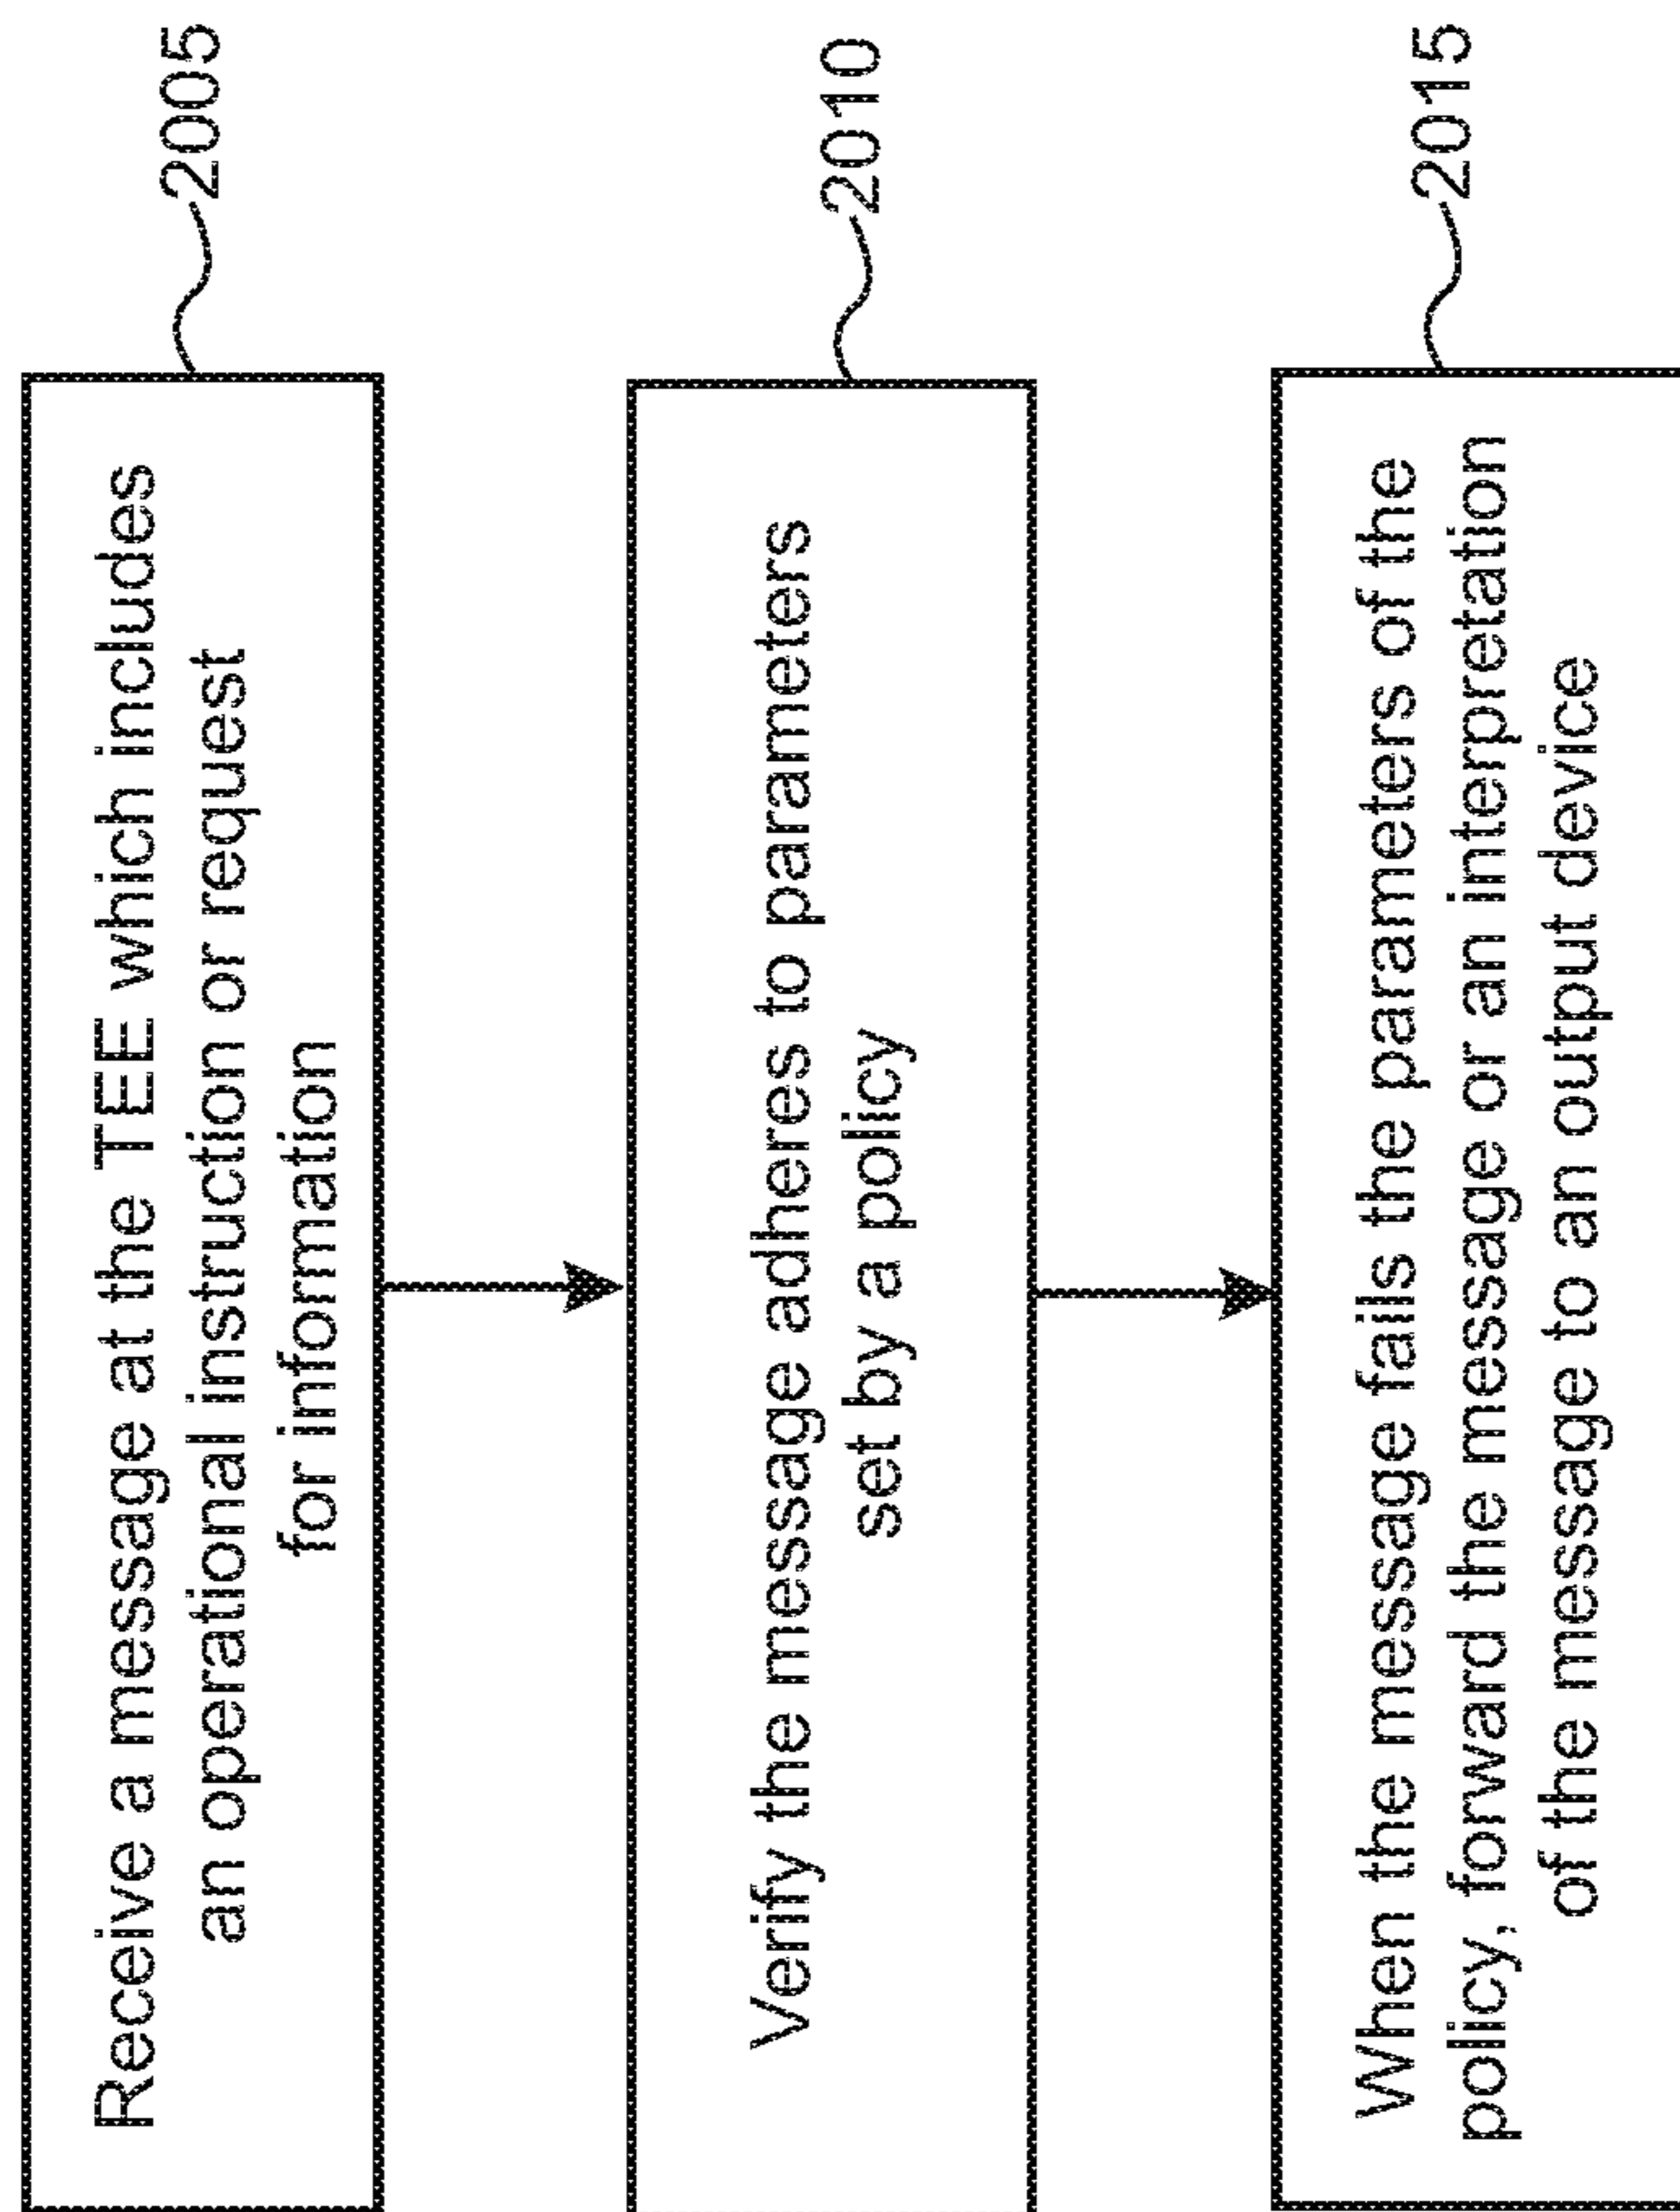 Receive a message at the TEE which includes
an operational instruction or request
for information
2005
Verify the message adheres to parameters
set by a policy
2010
When the message fails the parameters of the
policy, forward the message or an interpretation
of the message to an output device
2015